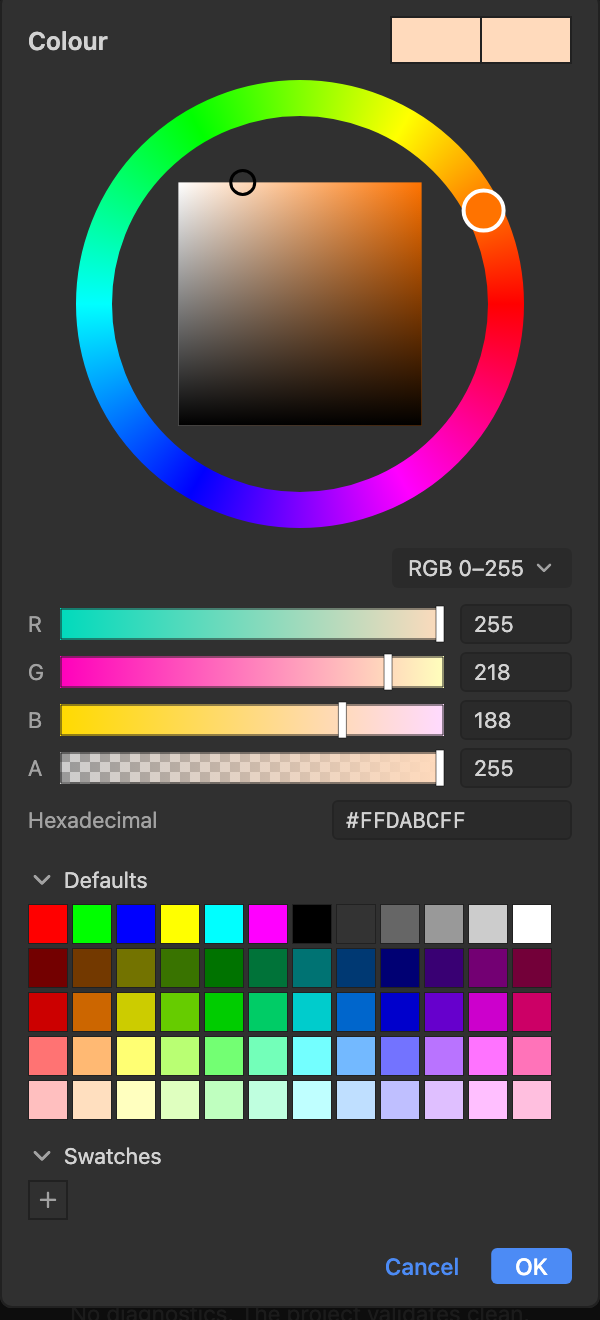 Colour
RGB 0–255
R 255
G 218
B 188
A 255
Hexadecimal #FFDABCFF
Defaults
Swatches
+
Cancel OK
No diagnostics. The project validates clean.